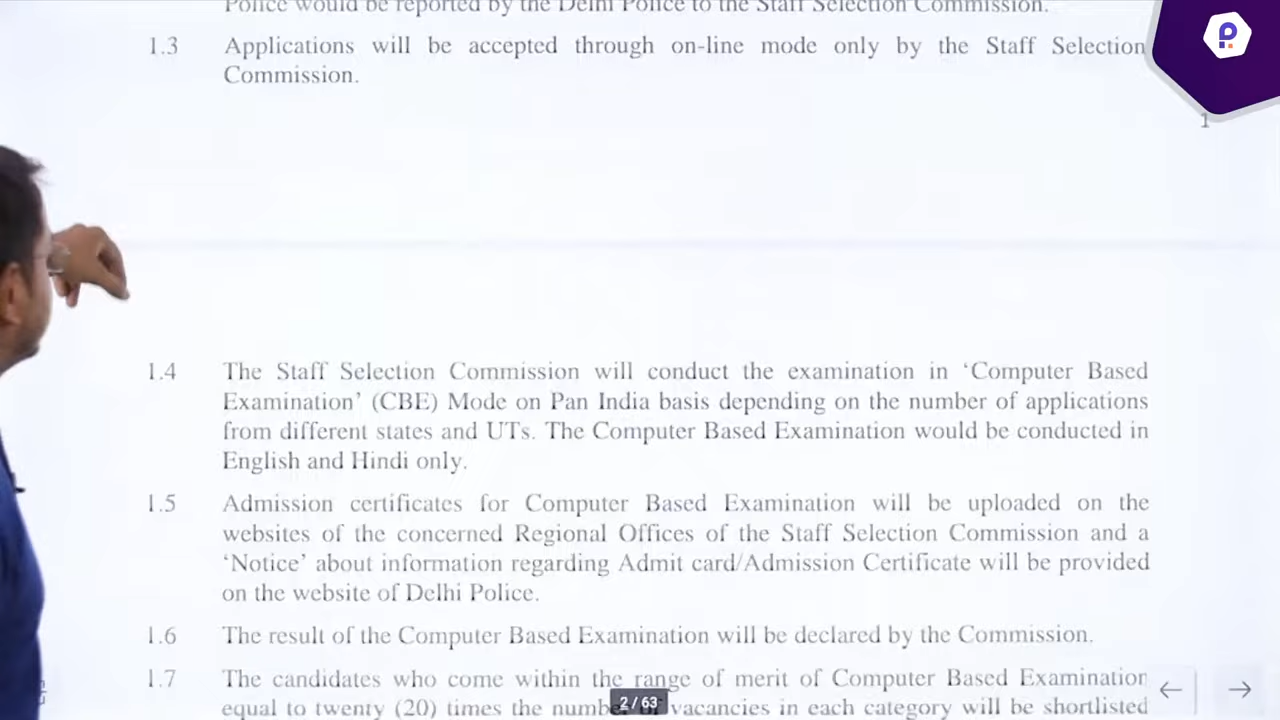 Police would be reported by the Delhi Police to the Staff Selection Commission.
1.3 Applications will be accepted through on-line mode only by the Staff Selection
Commission.
1
1.4 The Staff Selection Commission will conduct the examination in ‘Computer Based
Examination’ (CBE) Mode on Pan India basis depending on the number of applications
from different states and UTs. The Computer Based Examination would be conducted in
English and Hindi only.
1.5 Admission certificates for Computer Based Examination will be uploaded on the
websites of the concerned Regional Offices of the Staff Selection Commission and a
‘Notice’ about information regarding Admit card/Admission Certificate will be provided
on the website of Delhi Police.
1.6 The result of the Computer Based Examination will be declared by the Commission.
1.7 The candidates who come within the range of merit of Computer Based Examination
equal to twenty (20) times the number of vacancies in each category will be shortlisted
2 / 63